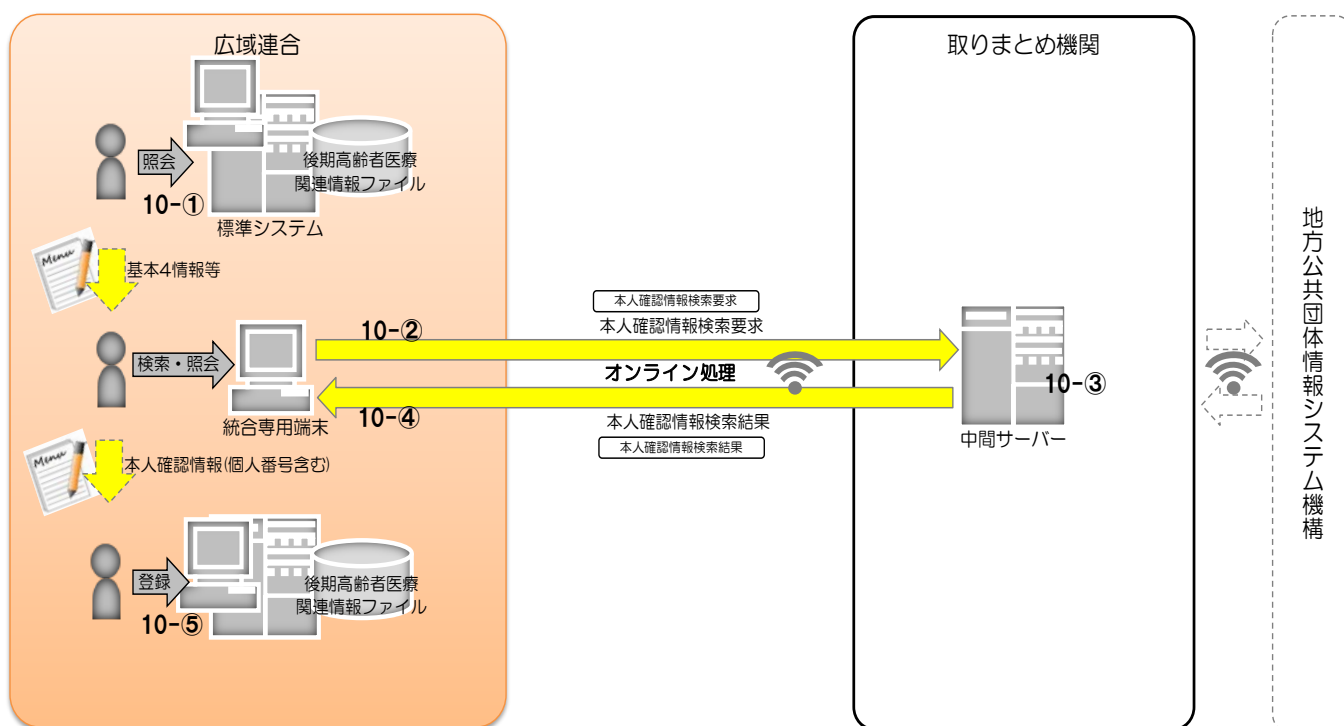 広域連合
照会
10-①
後期高齢者医療
関連情報ファイル
標準システム
Menu
基本4情報等
検索・照会
統合専用端末
10-②
本人確認情報検索要求
本人確認情報検索要求
オンライン処理
10-④
本人確認情報検索結果
本人確認情報検索結果
Menu
本人確認情報(個人番号含む)
登録
10-⑤
後期高齢者医療
関連情報ファイル
取りまとめ機関
10-③
中間サーバー
地方公共団体情報システム機構